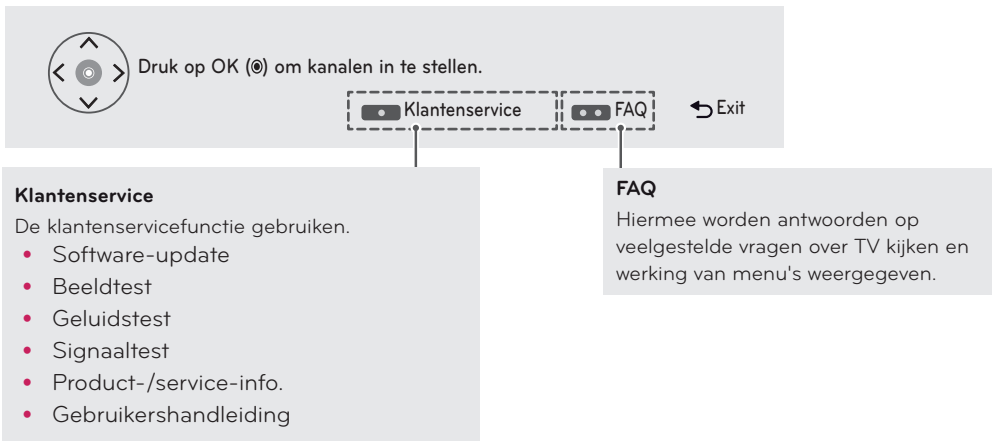 Druk op OK (◉) om kanalen in te stellen.
Klantenservice FAQ Exit
Klantenservice
De klantenservicefunctie gebruiken.
• Software-update
• Beeldtest
• Geluidstest
• Signaaltest
• Product-/service-info.
• Gebruikershandleiding
FAQ
Hiermee worden antwoorden op
veelgestelde vragen over TV kijken en
werking van menu's weergegeven.